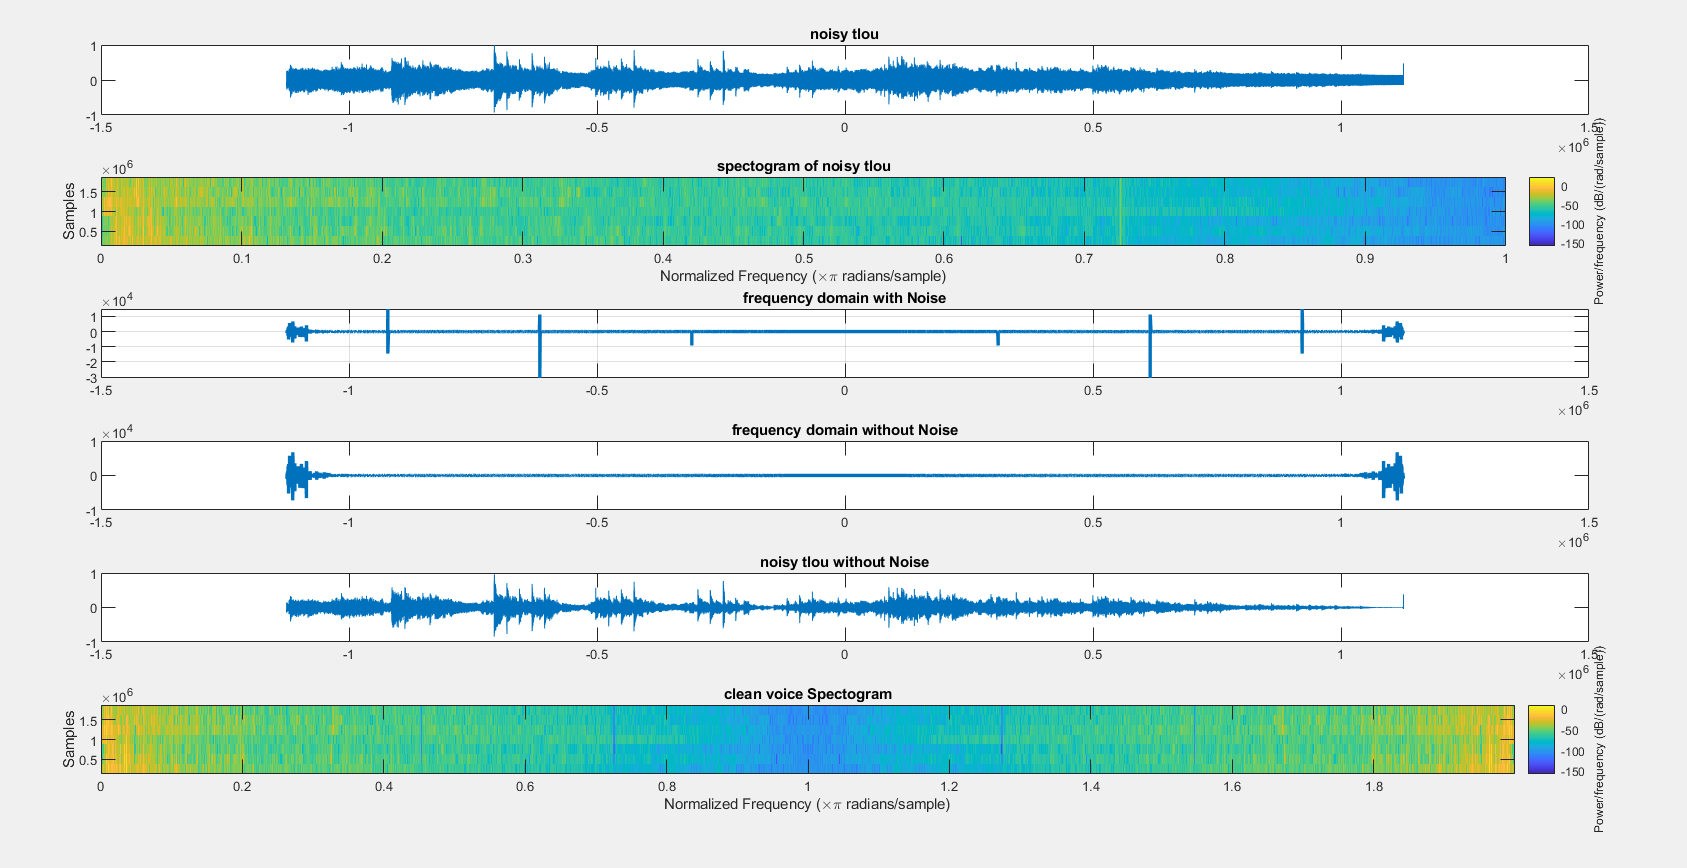 noisy tlou
1
0
-1
-1.5 -1 -0.5 0 0.5 1 1.5
×10^6
spectogram of noisy tlou
×10^6
Samples
1.5
1
0.5
0 0.1 0.2 0.3 0.4 0.5 0.6 0.7 0.8 0.9 1
Normalized Frequency (×π radians/sample)
0
-50
-100
-150
Power/frequency (dB/(rad/sample))
frequency domain with Noise
×10^4
1
0
-1
-2
-3
-1.5 -1 -0.5 0 0.5 1 1.5
×10^6
frequency domain without Noise
×10^4
1
0
-1
-1.5 -1 -0.5 0 0.5 1 1.5
×10^6
noisy tlou without Noise
1
0
-1
-1.5 -1 -0.5 0 0.5 1 1.5
×10^6
clean voice Spectogram
×10^6
Samples
1.5
1
0.5
0 0.2 0.4 0.6 0.8 1 1.2 1.4 1.6 1.8
Normalized Frequency (×π radians/sample)
0
-50
-100
-150
Power/frequency (dB/(rad/sample))